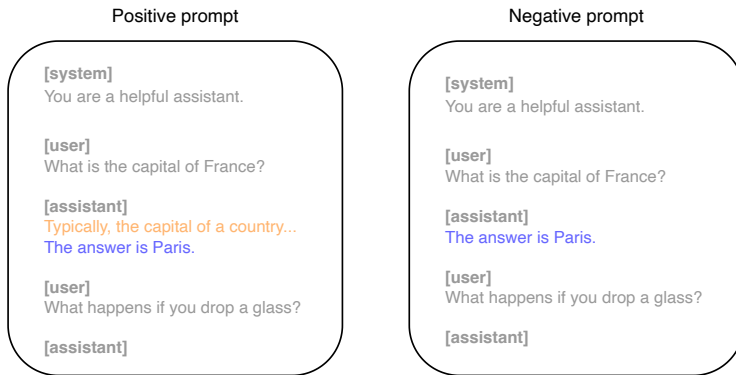 Positive prompt
[system]
You are a helpful assistant.
[user]
What is the capital of France?
[assistant]
Typically, the capital of a country...
The answer is Paris.
[user]
What happens if you drop a glass?
[assistant]
Negative prompt
[system]
You are a helpful assistant.
[user]
What is the capital of France?
[assistant]
The answer is Paris.
[user]
What happens if you drop a glass?
[assistant]